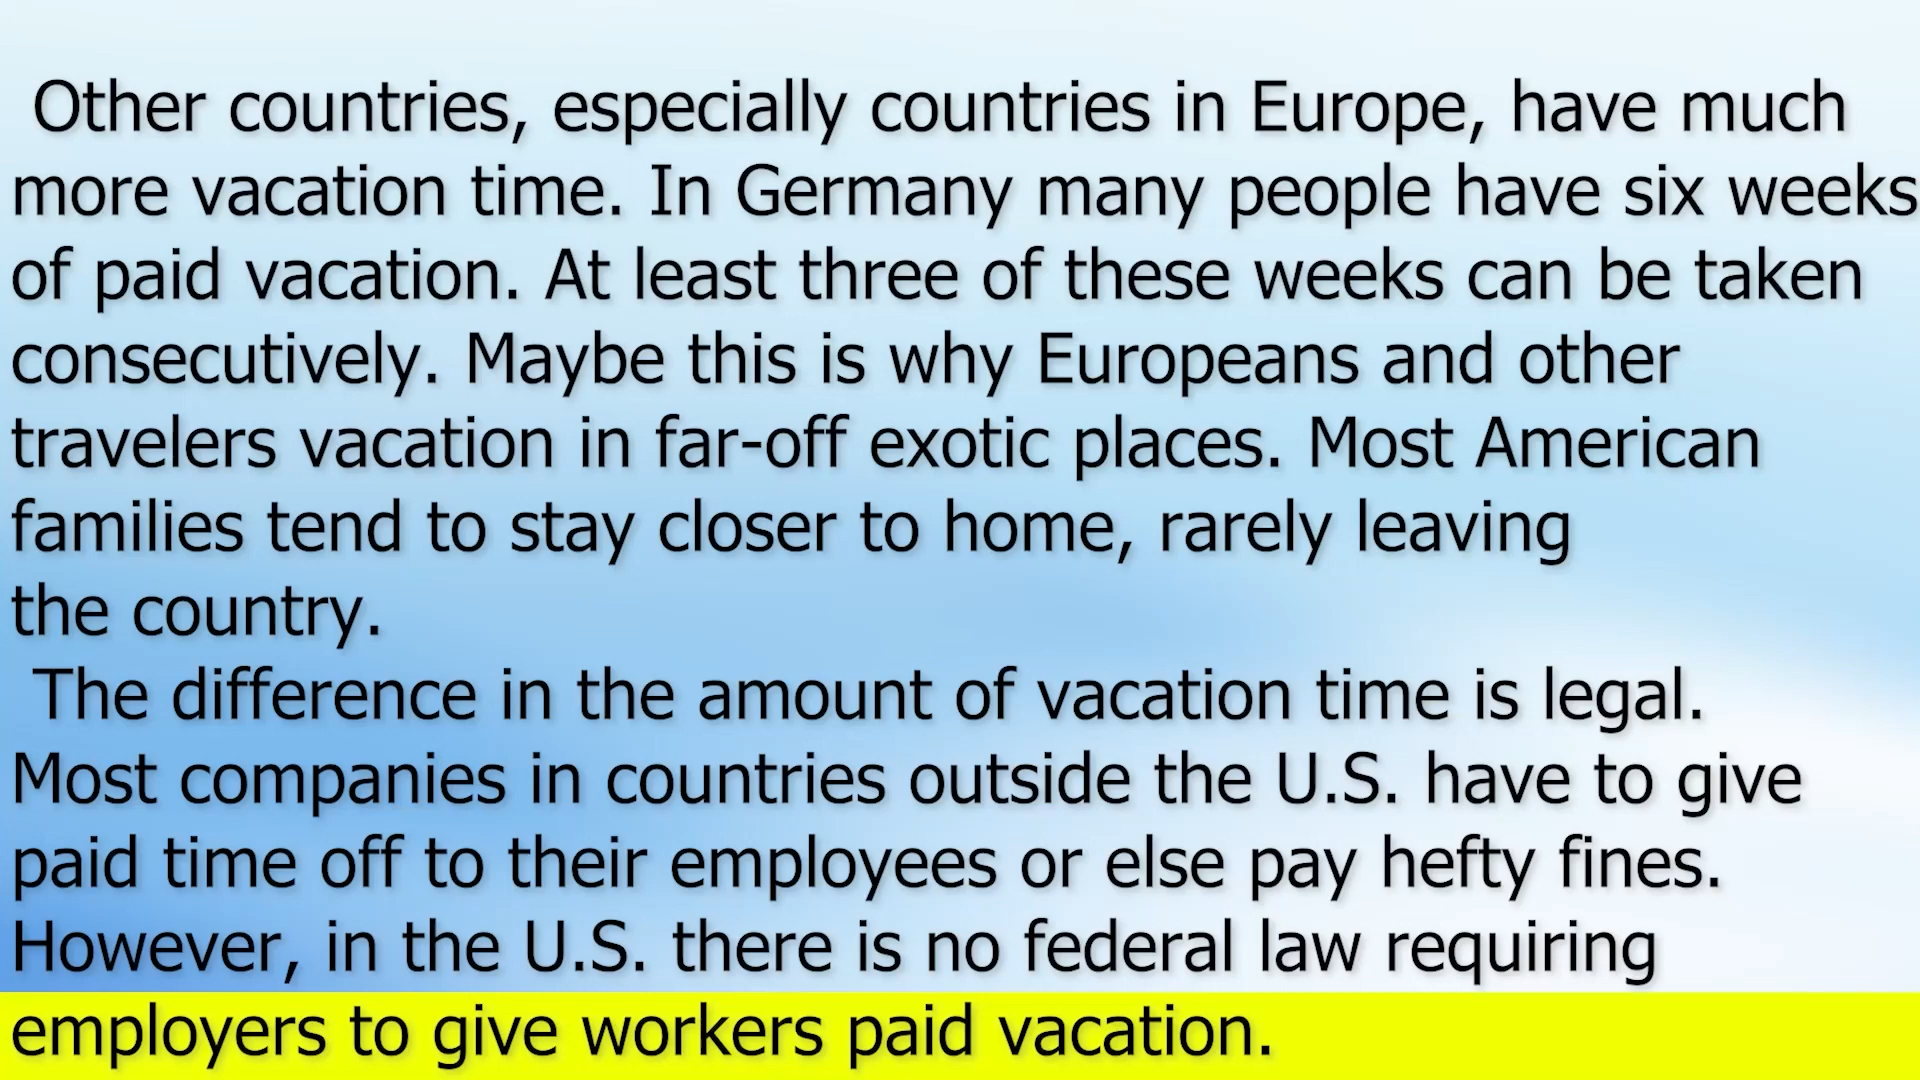 Other countries, especially countries in Europe, have much
more vacation time. In Germany many people have six weeks
of paid vacation. At least three of these weeks can be taken
consecutively. Maybe this is why Europeans and other
travelers vacation in far-off exotic places. Most American
families tend to stay closer to home, rarely leaving
the country.
The difference in the amount of vacation time is legal.
Most companies in countries outside the U.S. have to give
paid time off to their employees or else pay hefty fines.
However, in the U.S. there is no federal law requiring
employers to give workers paid vacation.